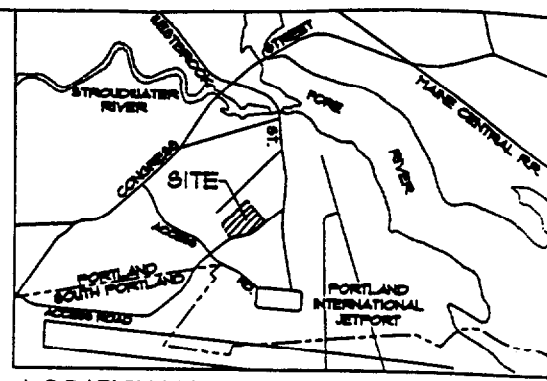 WESTBROOK
STREET
STROUDWATER
RIVER
FORE
RIVER
MAINE CENTRAL R.R.
ST.
CONGRESS
SITE
ACCESS
RD.
PORTLAND
SOUTH PORTLAND
ACCESS ROAD
PORTLAND
INTERNATIONAL
JETPORT